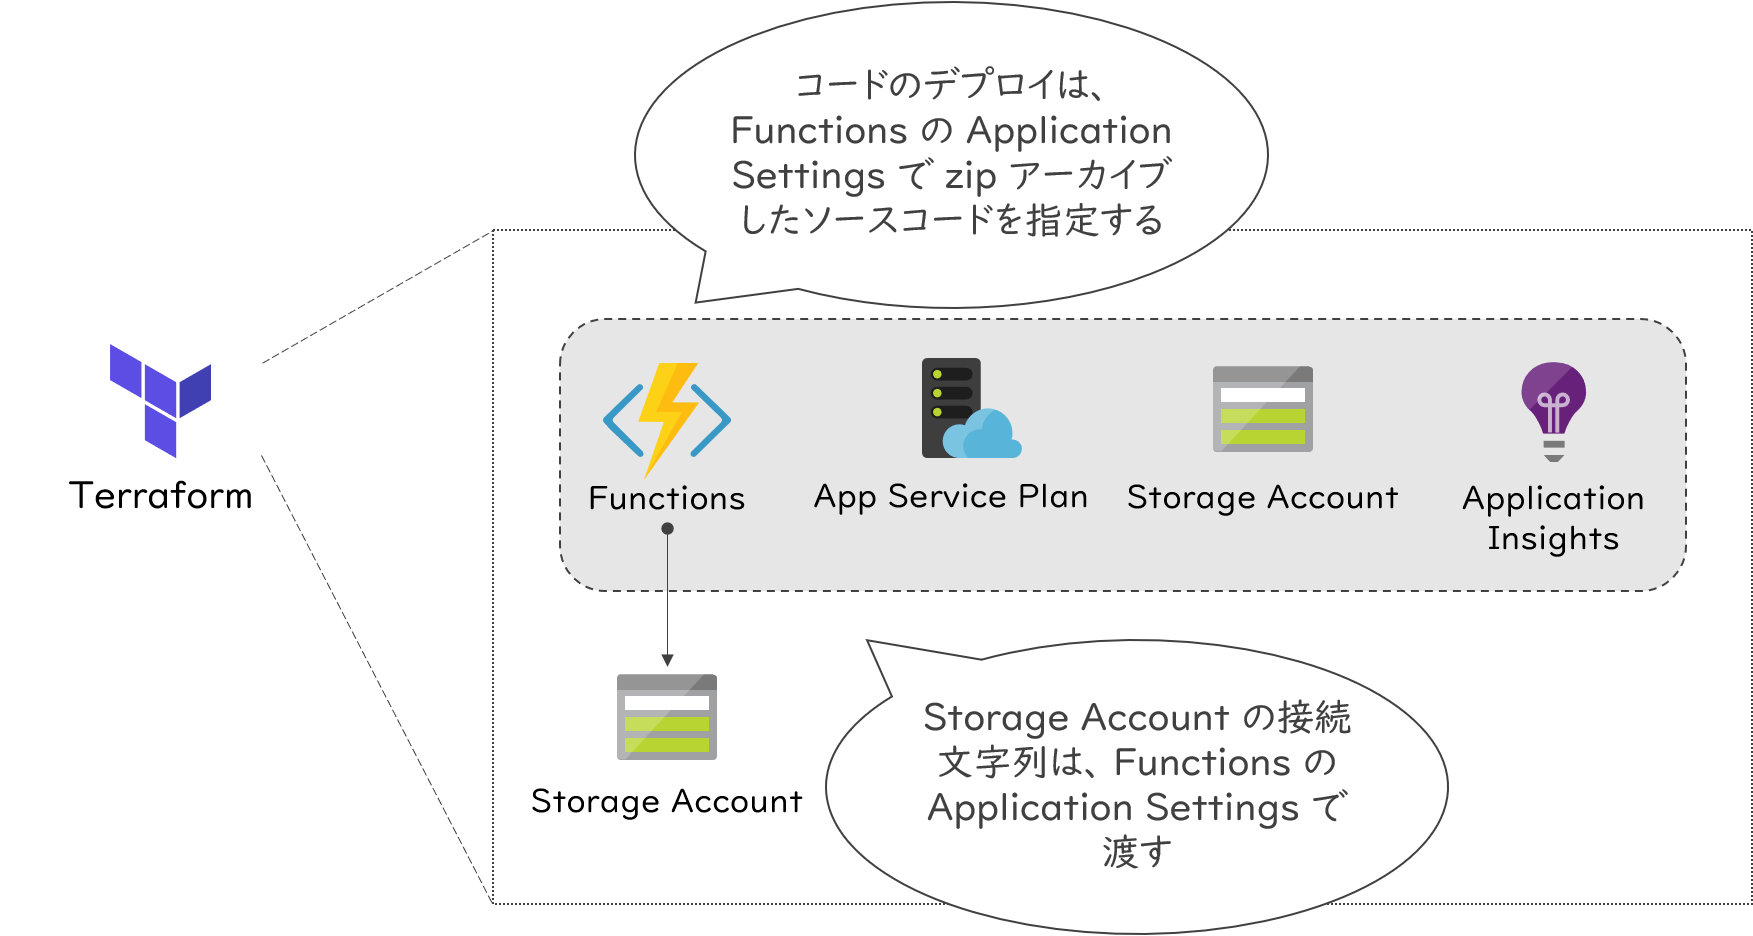 コードのデプロイは、
Functions の Application
Settings で zip アーカイブ
したソースコードを指定する
Terraform
Functions
App Service Plan
Storage Account
Application
Insights
Storage Account
Storage Account の接続
文字列は、Functions の
Application Settings で
渡す